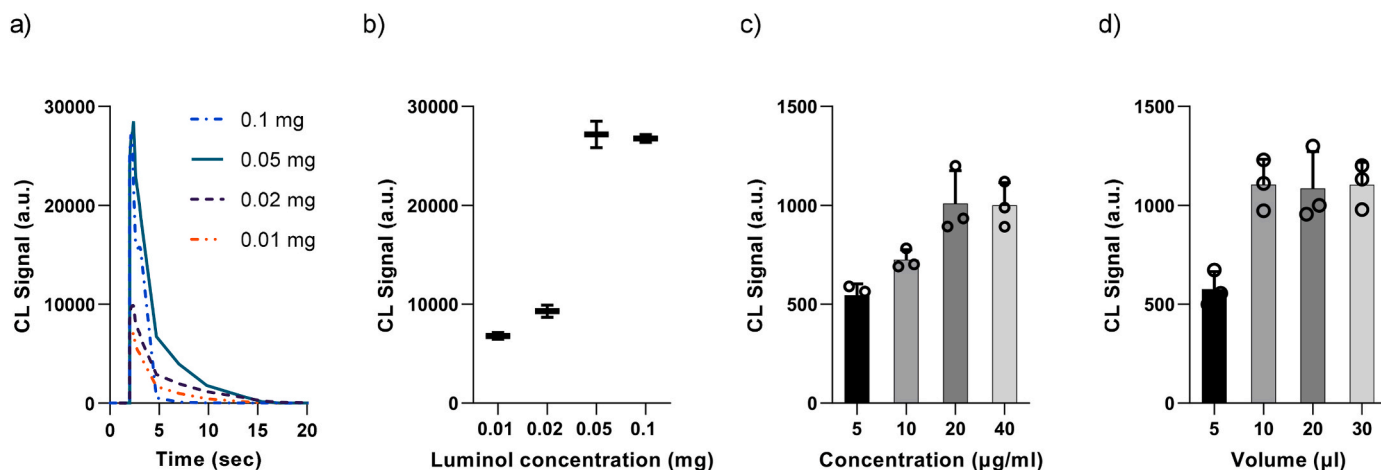 a)
CL Signal (a.u.)
30000
20000
10000
0
0 5 10 15 20
Time (sec)
0.1 mg
0.05 mg
0.02 mg
0.01 mg
b)
CL Signal (a.u.)
30000
20000
10000
0
0.01 0.02 0.05 0.1
Luminol concentration (mg)
c)
CL Signal (a.u.)
1500
1000
500
0
5 10 20 40
Concentration (µg/ml)
d)
CL Signal (a.u.)
1500
1000
500
0
5 10 20 30
Volume (µl)